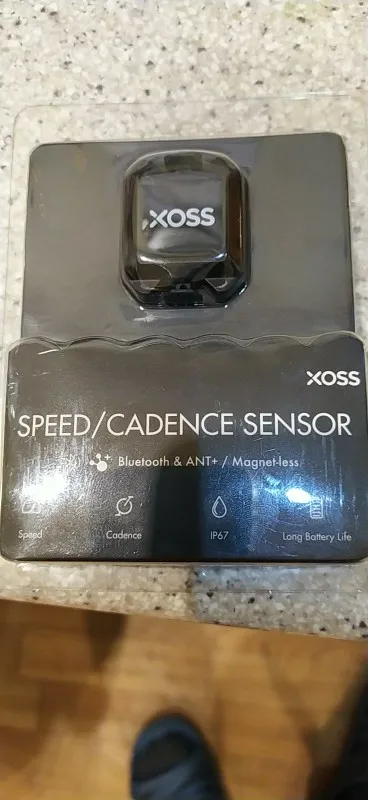 XOSS
XOSS
SPEED/CADENCE SENSOR
Bluetooth & ANT+ / Magnet-less
Speed Cadence IP67 Long Battery Life